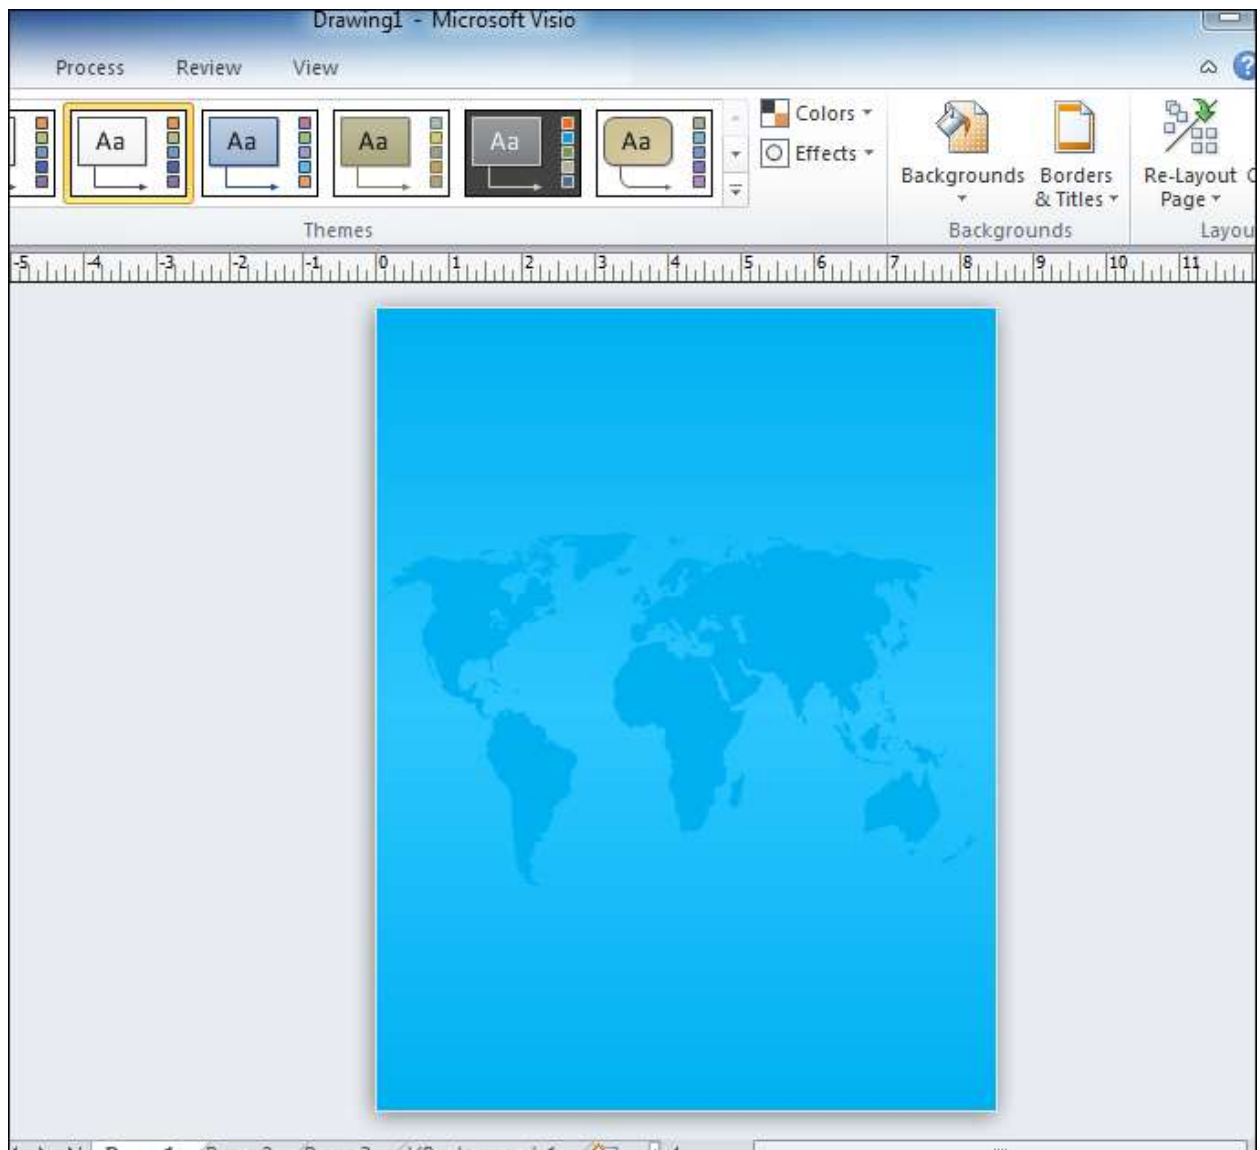 Drawing1 - Microsoft Visio
Process Review View
Aa Aa Aa Aa Aa
Colors
Effects
Backgrounds Borders & Titles
Re-Layout Page
Themes Backgrounds
-5 -4 -3 -2 -1 0 1 2 3 4 5 6 7 8 9 10 11